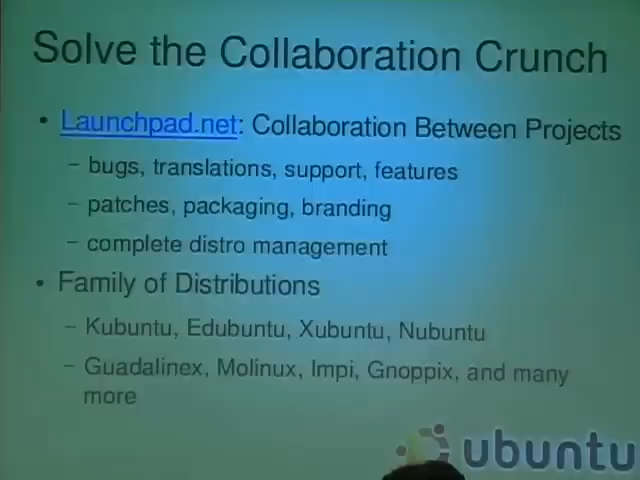 Solve the Collaboration Crunch
• Launchpad.net: Collaboration Between Projects
– bugs, translations, support, features
– patches, packaging, branding
– complete distro management
• Family of Distributions
– Kubuntu, Edubuntu, Xubuntu, Nubuntu
– Guadalinex, Molinux, Impi, Gnoppix, and many
more
ubuntu